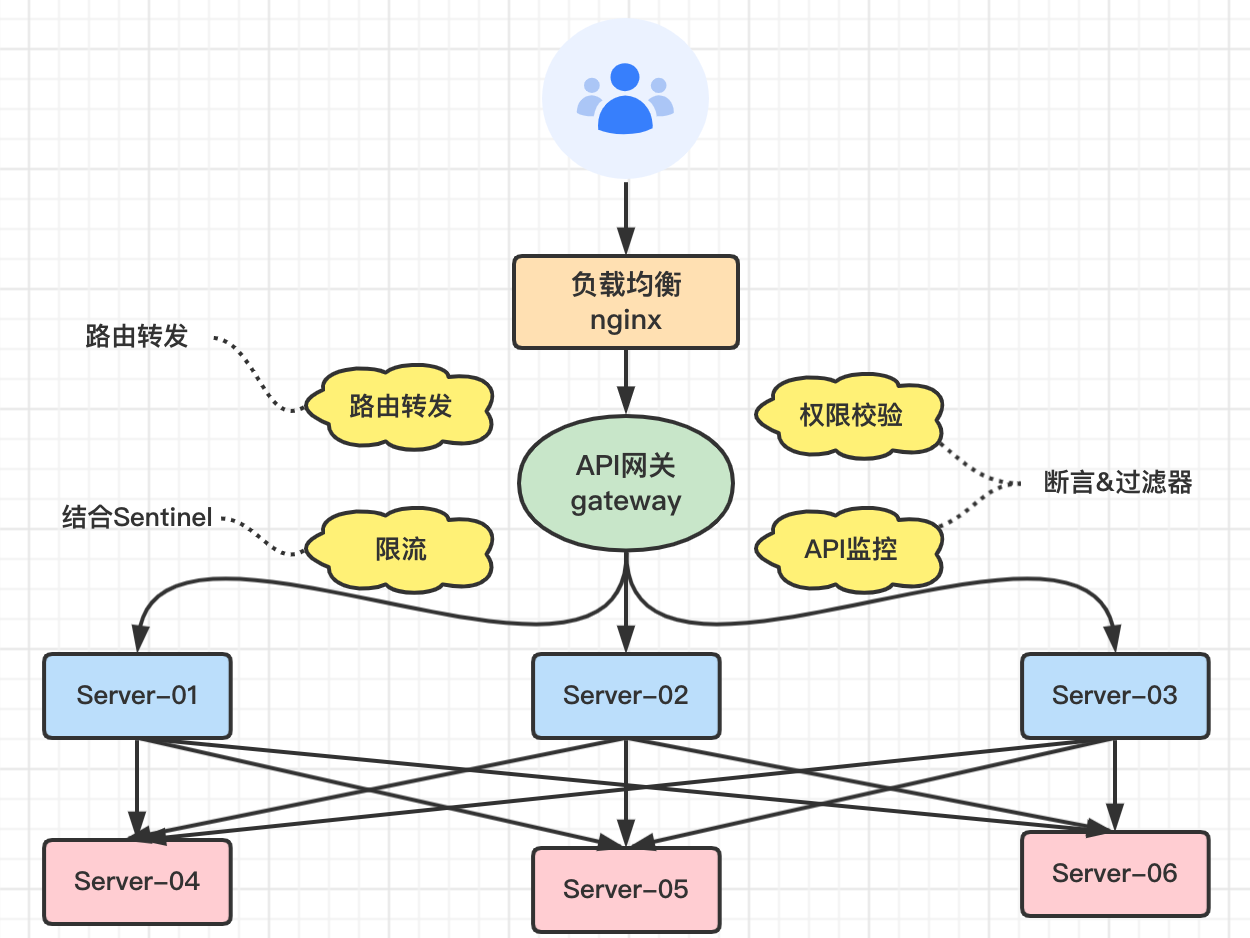 负载均衡
nginx
路由转发
路由转发
权限校验
API网关
gateway
断言&过滤器
结合Sentinel
限流
API监控
Server-01
Server-02
Server-03
Server-04
Server-05
Server-06